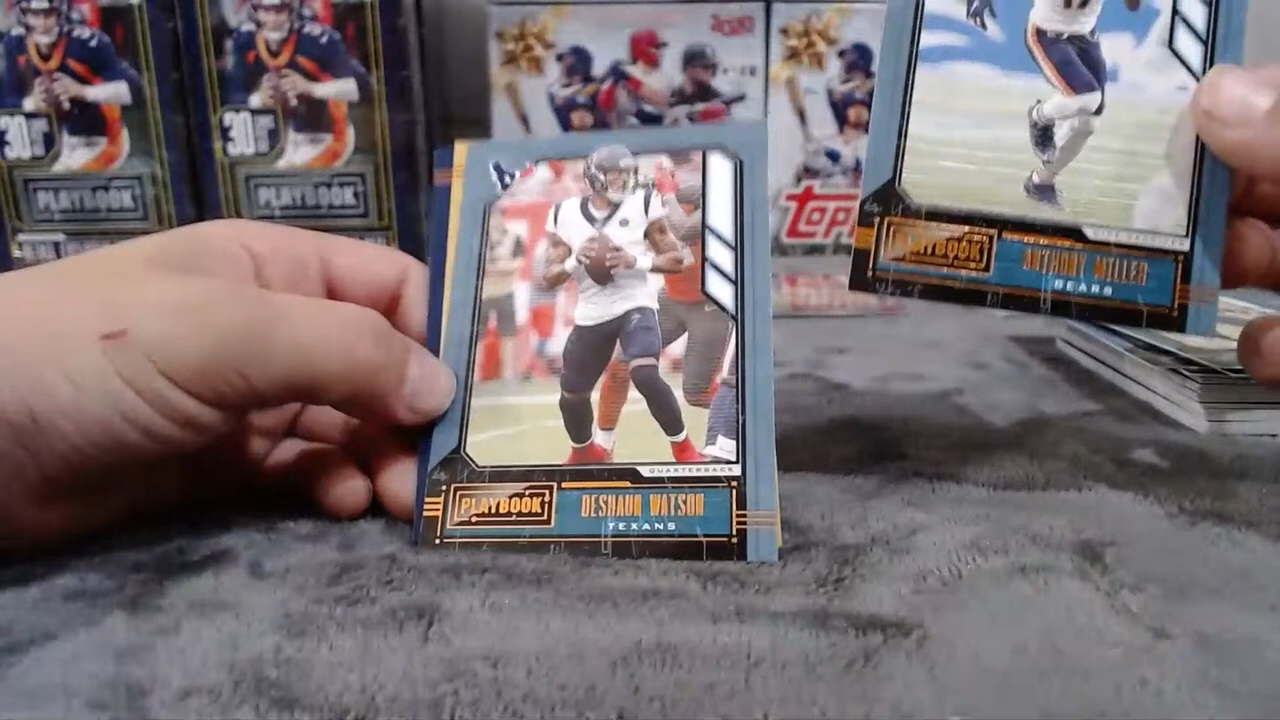 30
PLAYBOOK
30
PLAYBOOK
2020
TOPPS
PLAYBOOK
ANTHONY MILLER
BEARS
QUARTERBACK
PLAYBOOK
DESHAUN WATSON
TEXANS